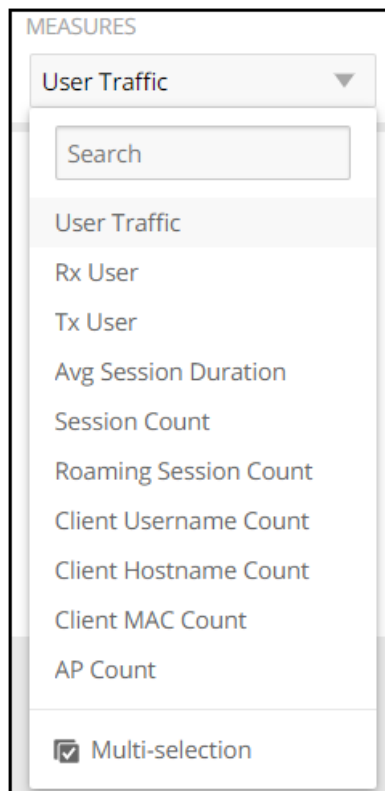 MEASURES
User Traffic
Search
User Traffic
Rx User
Tx User
Avg Session Duration
Session Count
Roaming Session Count
Client Username Count
Client Hostname Count
Client MAC Count
AP Count
Multi-selection